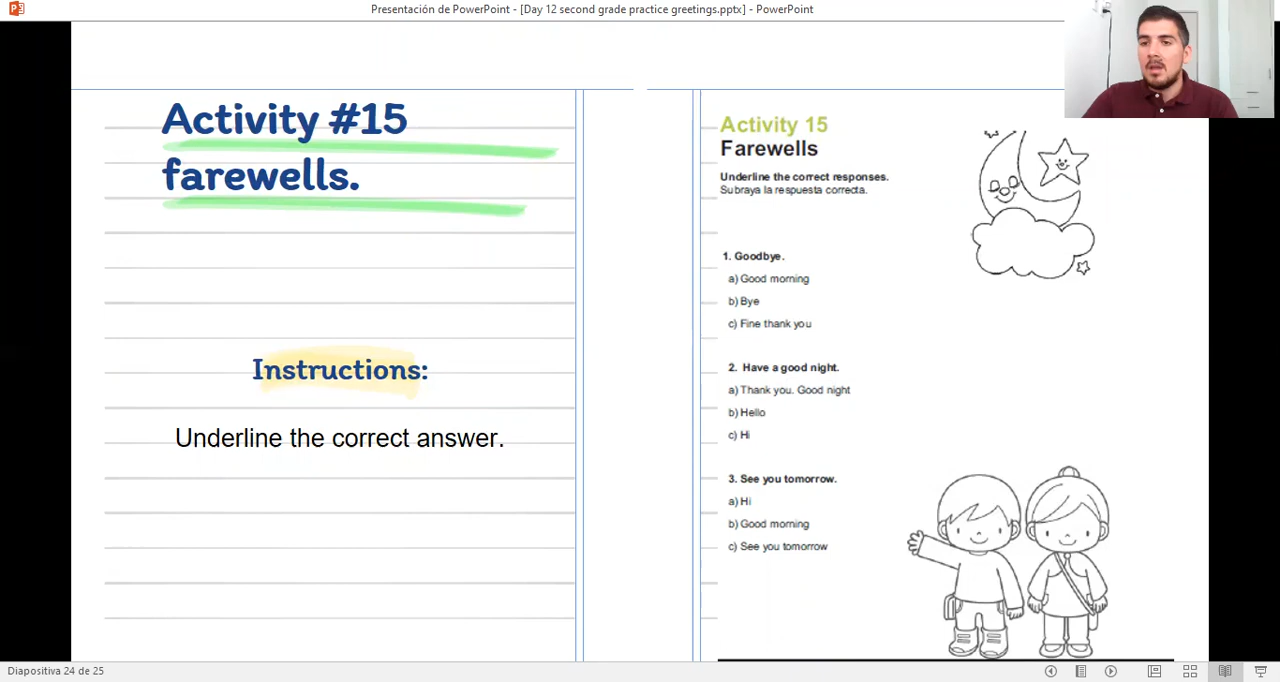 Presentación de PowerPoint - [Day 12 second grade practice greetings.pptx] - PowerPoint
Activity #15
farewells.
Instructions:
Underline the correct answer.
Activity 15
Farewells
Underline the correct responses.
Subraya la respuesta correcta.
1. Goodbye.
a) Good morning
b) Bye
c) Fine thank you
2. Have a good night.
a) Thank you. Good night
b) Hello
c) Hi
3. See you tomorrow.
a) Hi
b) Good morning
c) See you tomorrow
Diapositiva 24 de 25